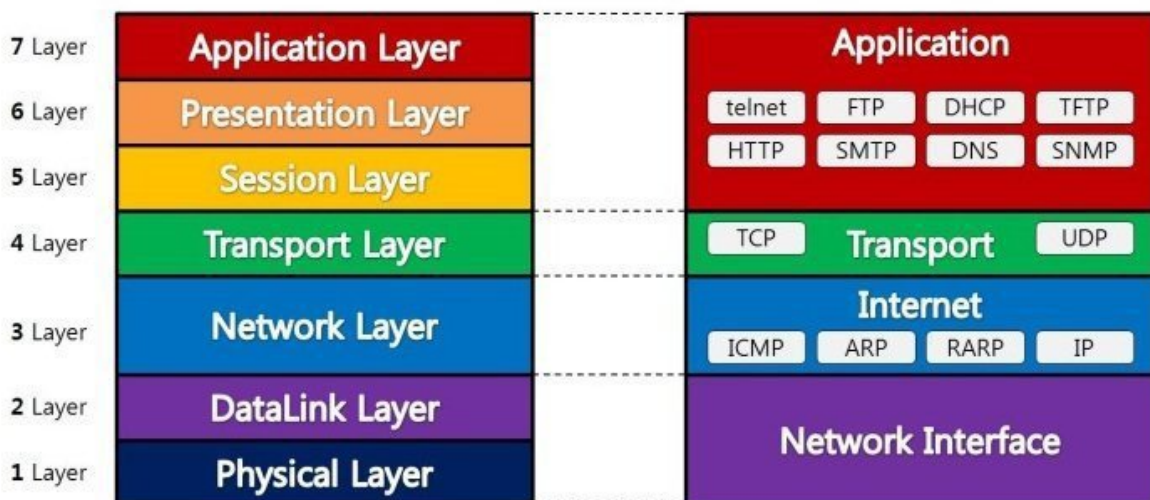 7 Layer
Application Layer
6 Layer
Presentation Layer
5 Layer
Session Layer
4 Layer
Transport Layer
3 Layer
Network Layer
2 Layer
DataLink Layer
1 Layer
Physical Layer
Application
telnet FTP DHCP TFTP
HTTP SMTP DNS SNMP
TCP Transport UDP
Internet
ICMP ARP RARP IP
Network Interface